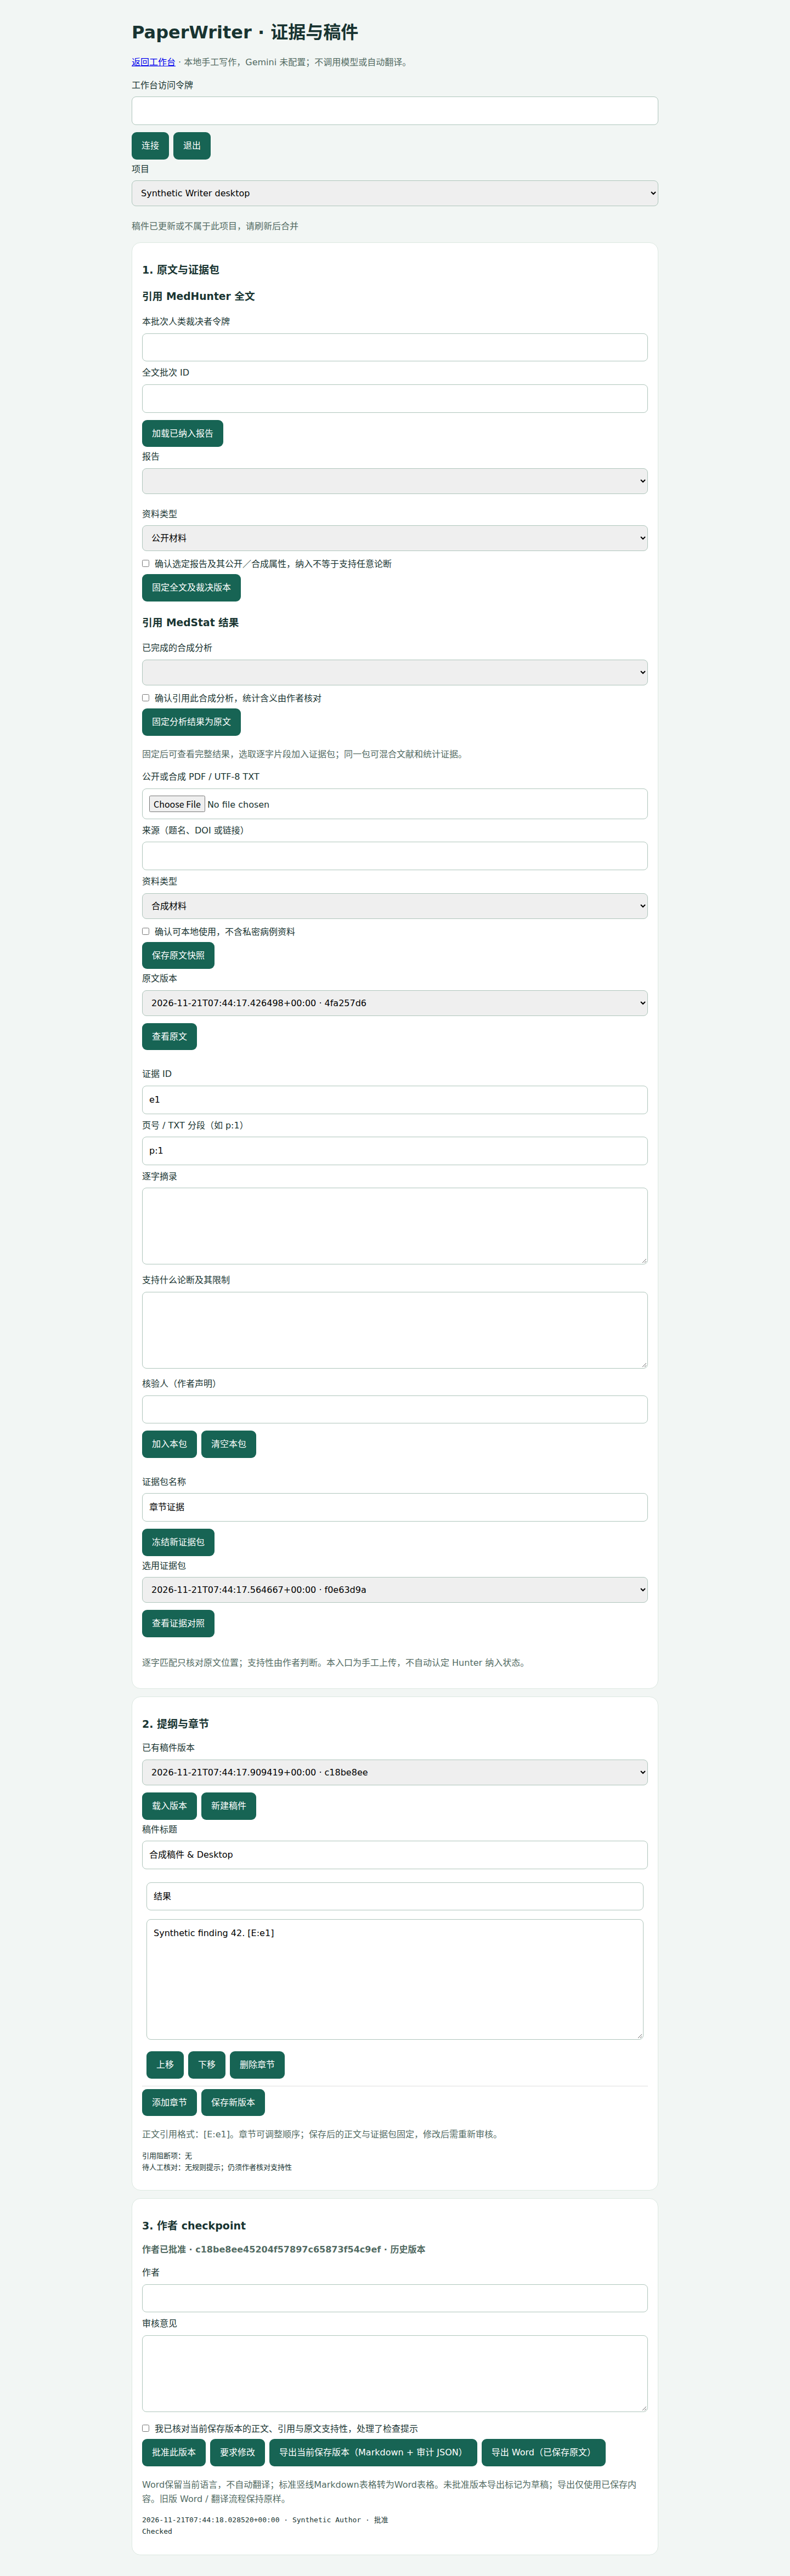 PaperWriter · 证据与稿件
返回工作台 · 本地手工写作，Gemini 未配置；不调用模型或自动翻译。
工作台访问令牌
连接 退出
项目
Synthetic Writer desktop
稿件已更新或不属于此项目，请刷新后合并
1. 原文与证据包
引用 MedHunter 全文
本批次人类裁决者令牌
全文批次 ID
加载已纳入报告
报告
资料类型
公开材料
确认选定报告及其公开／合成属性，纳入不等于支持任意论断
固定全文及裁决版本
引用 MedStat 结果
已完成的合成分析
确认引用此合成分析，统计含义由作者核对
固定分析结果为原文
固定后可查看完整结果，选取逐字片段加入证据包；同一包可混合文献和统计证据。
公开或合成 PDF / UTF-8 TXT
Choose File No file chosen
来源（题名、DOI 或链接）
资料类型
合成材料
确认可本地使用，不含私密病例资料
保存原文快照
原文版本
2026-11-21T07:44:17.426498+00:00 · 4fa257d6
查看原文
证据 ID
e1
页号 / TXT 分段（如 p:1）
p:1
逐字摘录
支持什么论断及其限制
核验人（作者声明）
加入本包 清空本包
证据包名称
章节证据
冻结新证据包
选用证据包
2026-11-21T07:44:17.564667+00:00 · f0e63d9a
查看证据对照
逐字匹配只核对原文位置；支持性由作者判断。本入口为手工上传，不自动认定 Hunter 纳入状态。
2. 提纲与章节
已有稿件版本
2026-11-21T07:44:17.909419+00:00 · c18be8ee
载入版本 新建稿件
稿件标题
合成稿件 & Desktop
结果
Synthetic finding 42. [E:e1]
上移 下移 删除章节
添加章节 保存新版本
正文引用格式：[E:e1]。章节可调整顺序；保存后的正文与证据包固定，修改后需重新审核。
引用阻断项：无
待人工核对：无规则提示；仍须作者核对支持性
3. 作者 checkpoint
作者已批准 · c18be8ee45204f57897c65873f54c9ef · 历史版本
作者
审核意见
我已核对当前保存版本的正文、引用与原文支持性，处理了检查提示
批准此版本 要求修改 导出当前保存版本（Markdown + 审计 JSON） 导出 Word（已保存原文）
Word保留当前语言，不自动翻译；标准竖线Markdown表格转为Word表格。未批准版本导出标记为草稿；导出仅使用已保存内
容。旧版 Word / 翻译流程保持原样。
2026-11-21T07:44:18.028520+00:00 · Synthetic Author · 批准
Checked